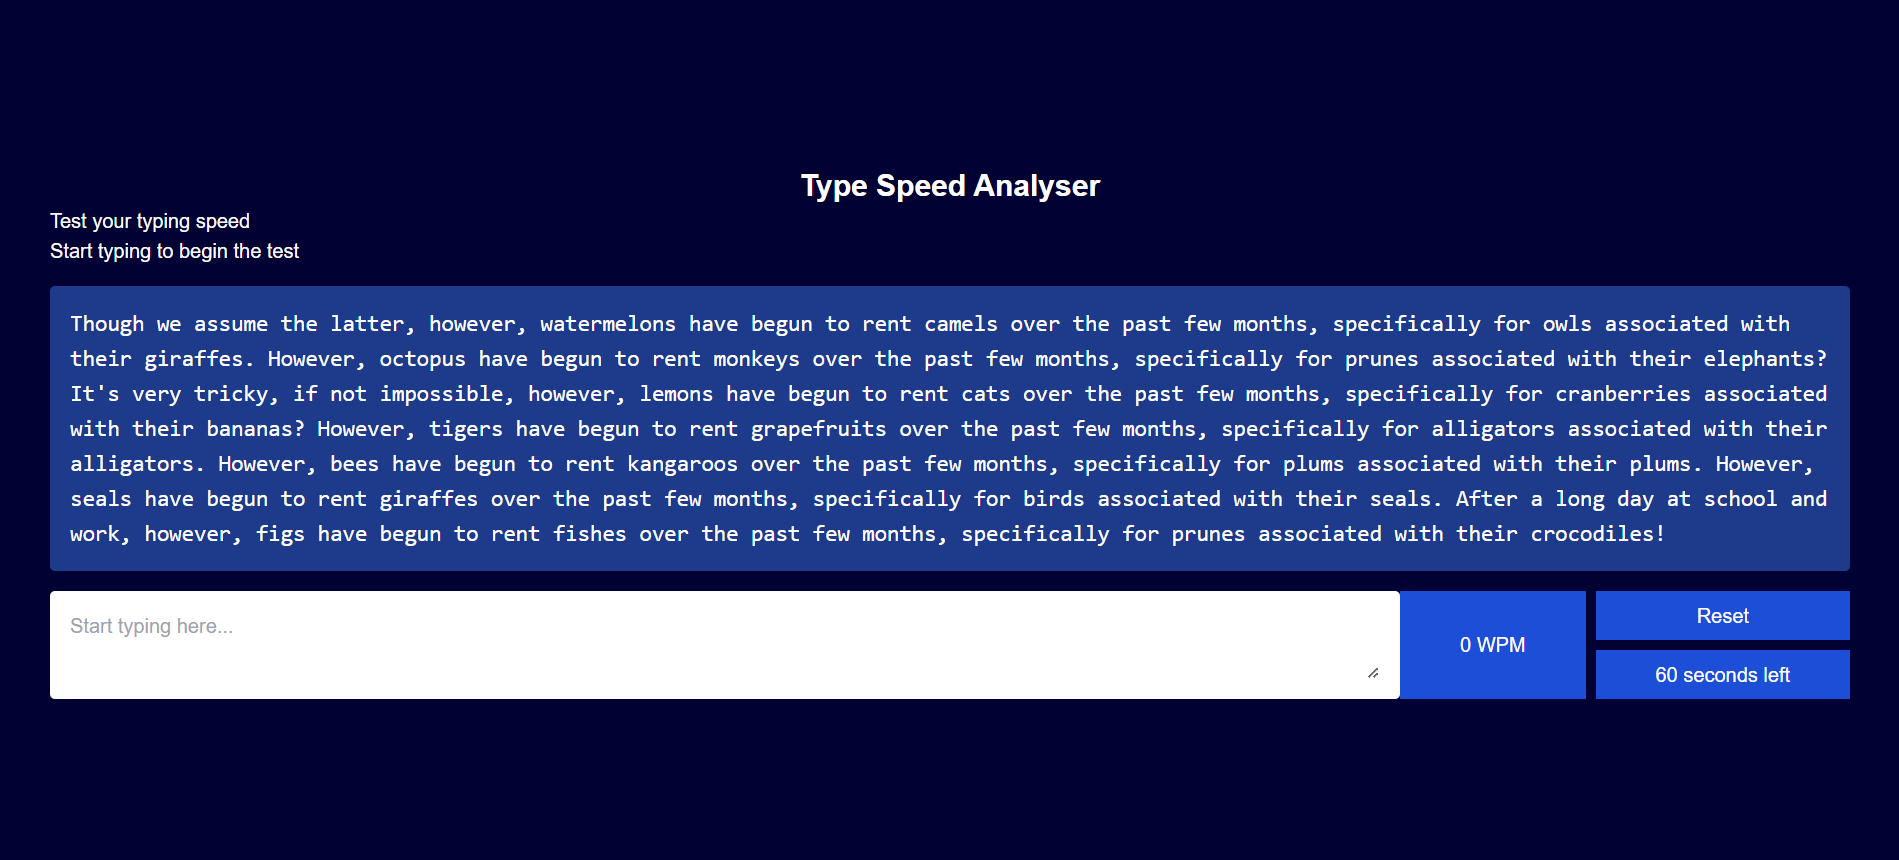 Type Speed Analyser
Test your typing speed
Start typing to begin the test
Though we assume the latter, however, watermelons have begun to rent camels over the past few months, specifically for owls associated with
their giraffes. However, octopus have begun to rent monkeys over the past few months, specifically for prunes associated with their elephants?
It's very tricky, if not impossible, however, lemons have begun to rent cats over the past few months, specifically for cranberries associated
with their bananas? However, tigers have begun to rent grapefruits over the past few months, specifically for alligators associated with their
alligators. However, bees have begun to rent kangaroos over the past few months, specifically for plums associated with their plums. However,
seals have begun to rent giraffes over the past few months, specifically for birds associated with their seals. After a long day at school and
work, however, figs have begun to rent fishes over the past few months, specifically for prunes associated with their crocodiles!
Start typing here...
0 WPM
Reset
60 seconds left